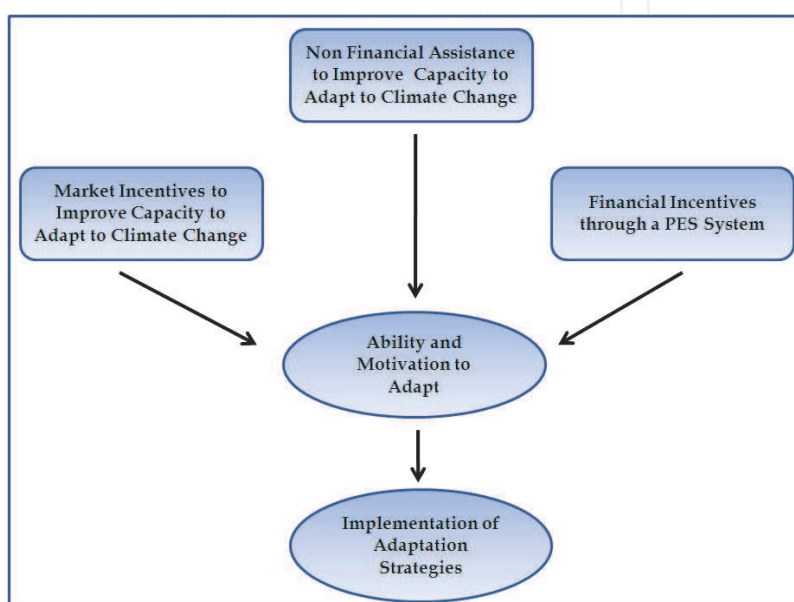 Non Financial Assistance
to Improve Capacity to
Adapt to Climate Change
Market Incentives to
Improve Capacity to
Adapt to Climate Change
Financial Incentives
through a PES System
Ability and
Motivation to
Adapt
Implementation of
Adaptation
Strategies